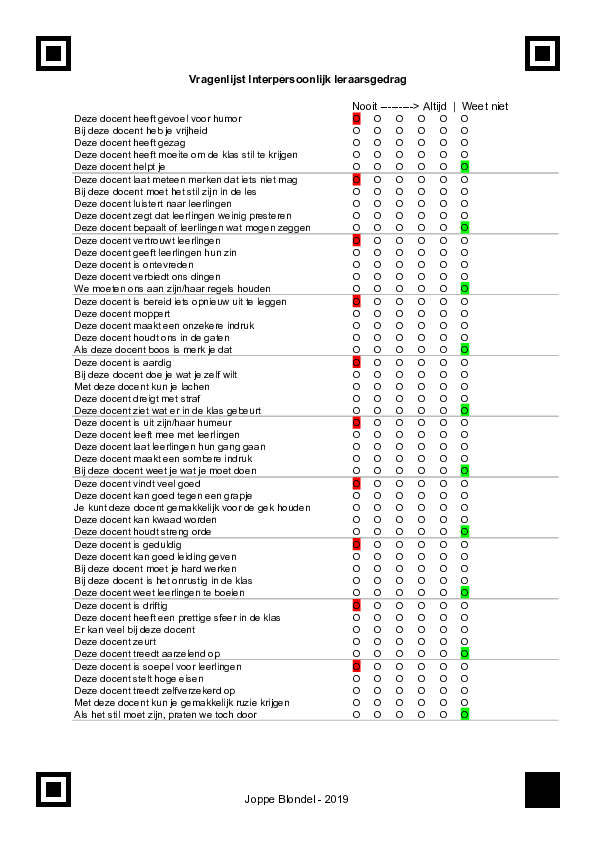 Vragenlijst Interpersoonlijk leraarsgedrag
Nooit ---------> Altijd | Weet niet
Deze docent heeft gevoel voor humor O O O O O O
Bij deze docent heb je vrijheid O O O O O O
Deze docent heeft gezag O O O O O O
Deze docent heeft moeite om de klas stil te krijgen O O O O O O
Deze docent helpt je O O O O O O
Deze docent laat meteen merken dat iets niet mag O O O O O O
Bij deze docent moet het stil zijn in de les O O O O O O
Deze docent luistert naar leerlingen O O O O O O
Deze docent zegt dat leerlingen weinig presteren O O O O O O
Deze docent bepaalt of leerlingen wat mogen zeggen O O O O O O
Deze docent vertrouwt leerlingen O O O O O O
Deze docent geeft leerlingen hun zin O O O O O O
Deze docent is ontevreden O O O O O O
Deze docent verbiedt ons dingen O O O O O O
We moeten ons aan zijn/haar regels houden O O O O O O
Deze docent is bereid iets opnieuw uit te leggen O O O O O O
Deze docent moppert O O O O O O
Deze docent maakt een onzekere indruk O O O O O O
Deze docent houdt ons in de gaten O O O O O O
Als deze docent boos is merk je dat O O O O O O
Deze docent is aardig O O O O O O
Bij deze docent doe je wat je zelf wilt O O O O O O
Met deze docent kun je lachen O O O O O O
Deze docent dreigt met straf O O O O O O
Deze docent ziet wat er in de klas gebeurt O O O O O O
Deze docent is uit zijn/haar humeur O O O O O O
Deze docent leeft mee met leerlingen O O O O O O
Deze docent laat leerlingen hun gang gaan O O O O O O
Deze docent maakt een sombere indruk O O O O O O
Bij deze docent weet je wat je moet doen O O O O O O
Deze docent vindt veel goed O O O O O O
Deze docent kan goed tegen een grapje O O O O O O
Je kunt deze docent gemakkelijk voor de gek houden O O O O O O
Deze docent kan kwaad worden O O O O O O
Deze docent houdt streng orde O O O O O O
Deze docent is geduldig O O O O O O
Deze docent kan goed leiding geven O O O O O O
Bij deze docent moet je hard werken O O O O O O
Bij deze docent is het onrustig in de klas O O O O O O
Deze docent weet leerlingen te boeien O O O O O O
Deze docent is driftig O O O O O O
Deze docent heeft een prettige sfeer in de klas O O O O O O
Er kan veel bij deze docent O O O O O O
Deze docent zeurt O O O O O O
Deze docent treedt aarzelend op O O O O O O
Deze docent is soepel voor leerlingen O O O O O O
Deze docent stelt hoge eisen O O O O O O
Deze docent treedt zelfverzekerd op O O O O O O
Met deze docent kun je gemakkelijk ruzie krijgen O O O O O O
Als het stil moet zijn, praten we toch door O O O O O O
Joppe Blondel - 2019